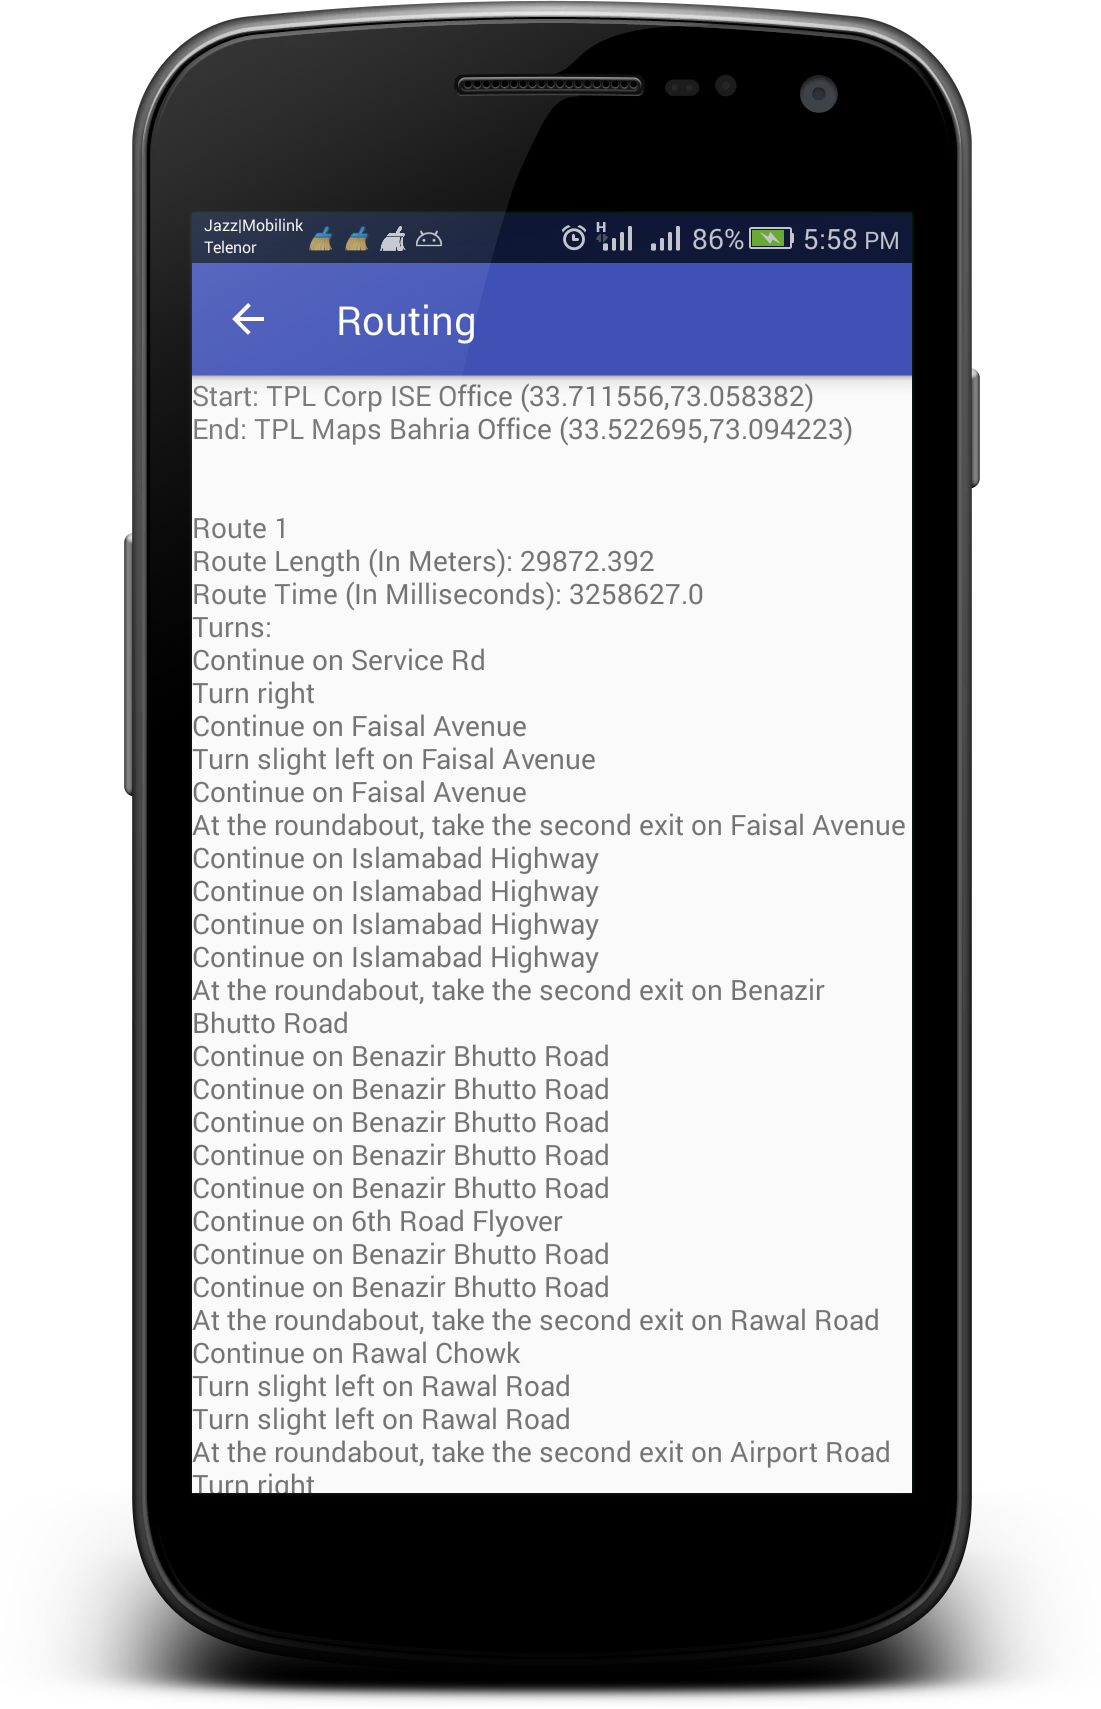 Jazz|Mobilink
Telenor
H
86%
5:58 PM
Routing
Start: TPL Corp ISE Office (33.711556,73.058382)
End: TPL Maps Bahria Office (33.522695,73.094223)
Route 1
Route Length (In Meters): 29872.392
Route Time (In Milliseconds): 3258627.0
Turns:
Continue on Service Rd
Turn right
Continue on Faisal Avenue
Turn slight left on Faisal Avenue
Continue on Faisal Avenue
At the roundabout, take the second exit on Faisal Avenue
Continue on Islamabad Highway
Continue on Islamabad Highway
Continue on Islamabad Highway
Continue on Islamabad Highway
At the roundabout, take the second exit on Benazir
Bhutto Road
Continue on Benazir Bhutto Road
Continue on Benazir Bhutto Road
Continue on Benazir Bhutto Road
Continue on Benazir Bhutto Road
Continue on Benazir Bhutto Road
Continue on 6th Road Flyover
Continue on Benazir Bhutto Road
Continue on Benazir Bhutto Road
At the roundabout, take the second exit on Rawal Road
Continue on Rawal Chowk
Turn slight left on Rawal Road
Turn slight left on Rawal Road
At the roundabout, take the second exit on Airport Road
Turn right